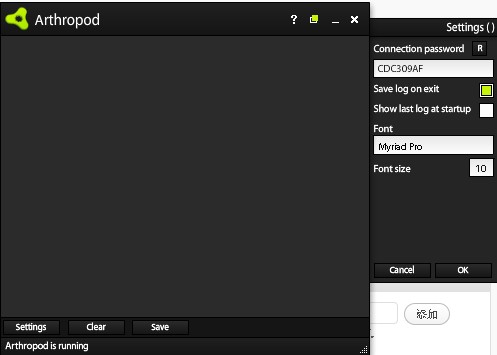 Arthropod
?
Settings ( )
Connection password R
CDC309AF
Save log on exit
Show last log at startup
Font
Myriad Pro
Font size 10
Cancel OK
添加
Settings Clear Save
Arthropod is running